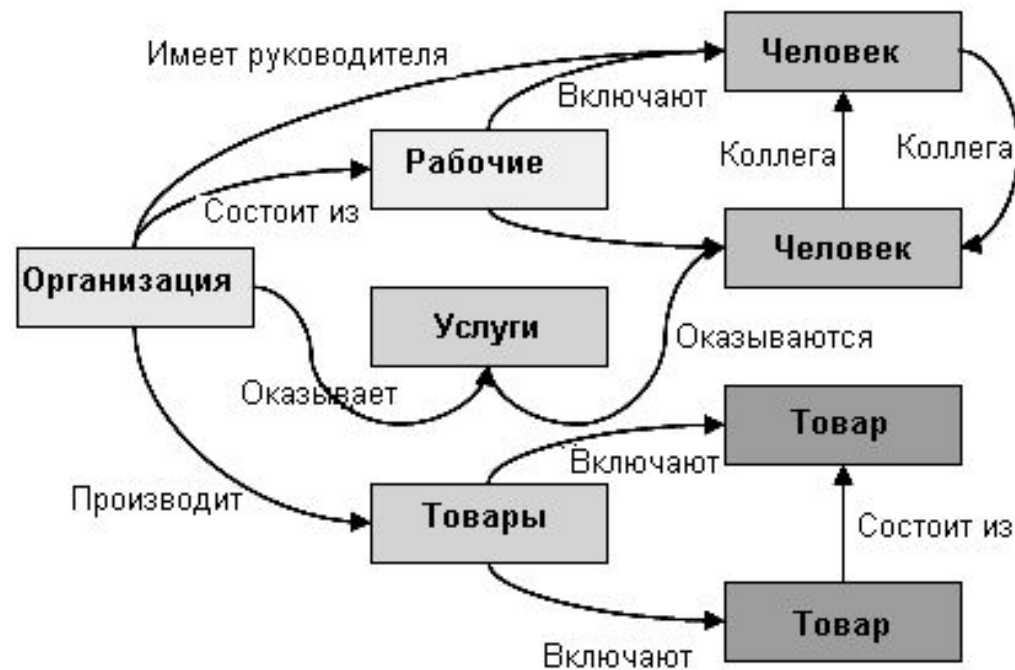 Имеет руководителя
Человек
Включают
Рабочие
Коллега
Коллега
Состоит из
Человек
Организация
Услуги
Оказываются
Оказывает
Товар
Включают
Производит
Товары
Состоит из
Товар
Включают